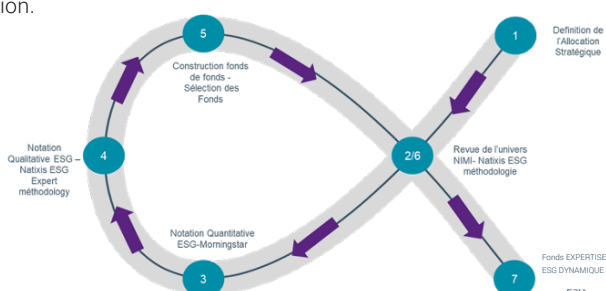 ion.
5
1
Definition de
l'Allocation
Stratégique
Construction fonds
de fonds -
Sélection des
Fonds
Notation
Qualitative ESG –
Natixis ESG
Expert
méthodology
4
2/6
Revue de l'univers
NIMI- Natixis ESG
méthodologie
Notation Quantitative
ESG-Morningstar
3
7
Fonds EXPERTISE
ESG DYNAMIQUE